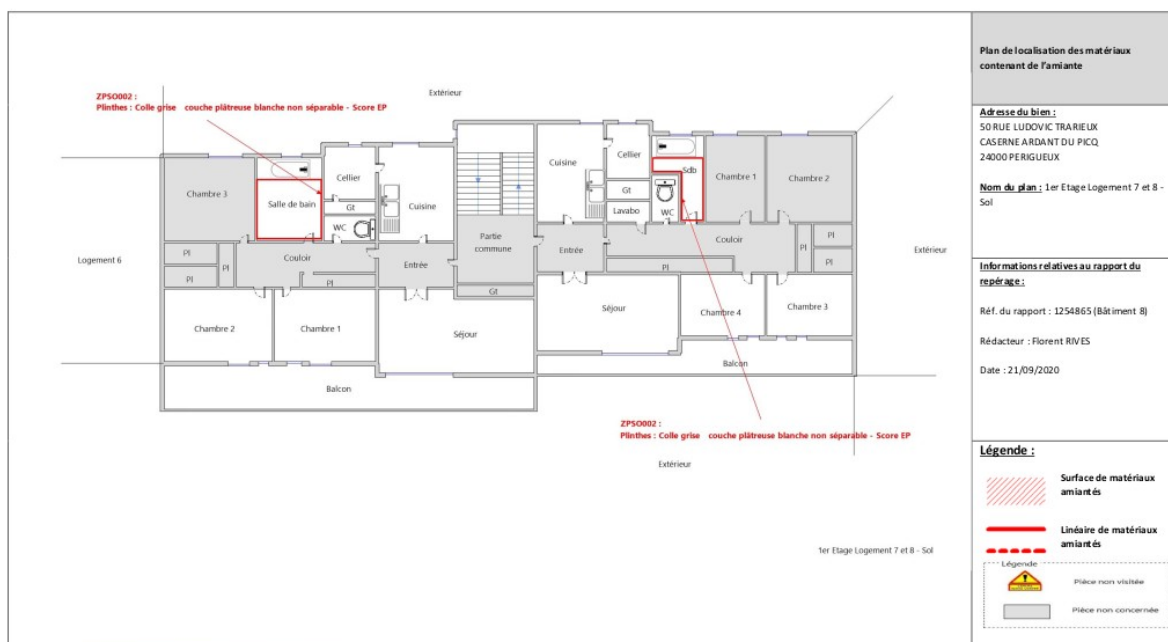 Plan de localisation des matériaux
contenant de l'amiante
Adresse du bien :
50 RUE LUDOVIC TRARIEUX
CASERNE ARDANT DU PICQ
24000 PERIGUEUX
Nom du plan : 1er Etage Logement 7 et 8 -
Sol
Informations relatives au rapport du
repérage :
Réf. du rapport : 1254865 (Bâtiment 8)
Rédacteur : Florent RIVES
Date : 21/09/2020
Légende :
Surface de matériaux
amiantés
Linéaire de matériaux
amiantés
Légende
Pièce non visitée
Pièce non concernée
ZPSO002 :
Plinthes : Colle grise couche plâtreuse blanche non séparable - Score EP
Extérieur
Chambre 3
Salle de bain
Cellier
Gt
WC
Cuisine
Cuisine
Cellier
Gt
Lavabo
Sdb
WC
Chambre 1
Chambre 2
Partie
commune
Logement 6
Pl
Pl
Pl
Couloir
Pl
Entrée
Gt
Entrée
Couloir
Pl
Pl
Pl
Pl
Extérieur
Chambre 2
Chambre 1
Séjour
Séjour
Chambre 4
Chambre 3
Balcon
Balcon
ZPSO002 :
Plinthes : Colle grise couche plâtreuse blanche non séparable - Score EP
Extérieur
1er Etage Logement 7 et 8 - Sol